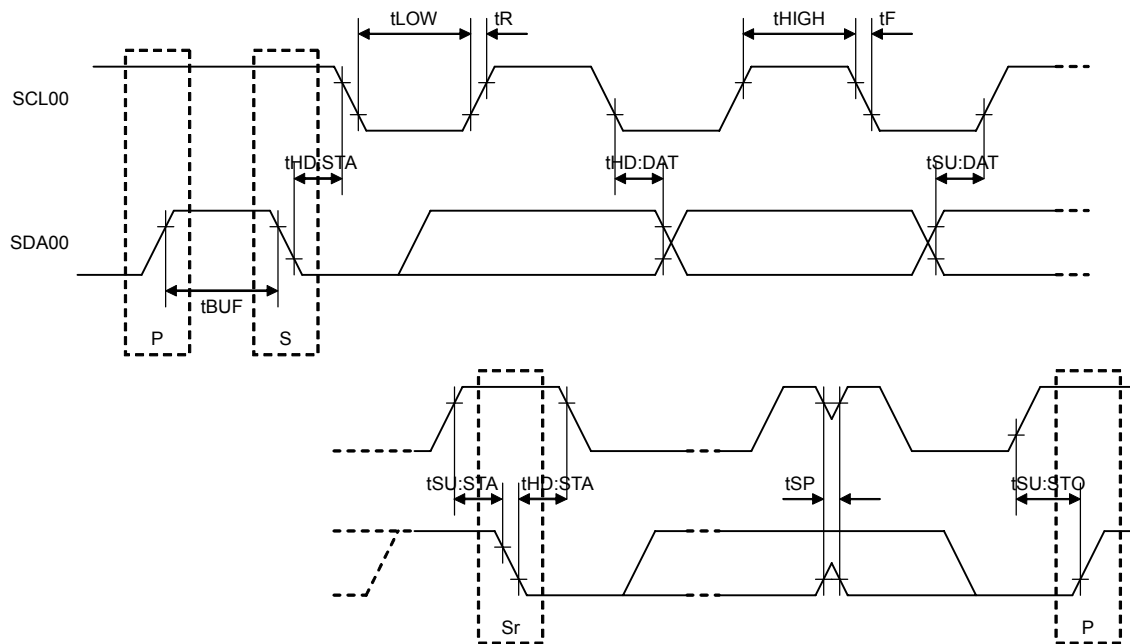 tLOW tR tHIGH tF
SCL00
tHD:STA tHD:DAT tSU:DAT
SDA00
tBUF
P S
tSU:STA tHD:STA tSP tSU:STO
Sr P